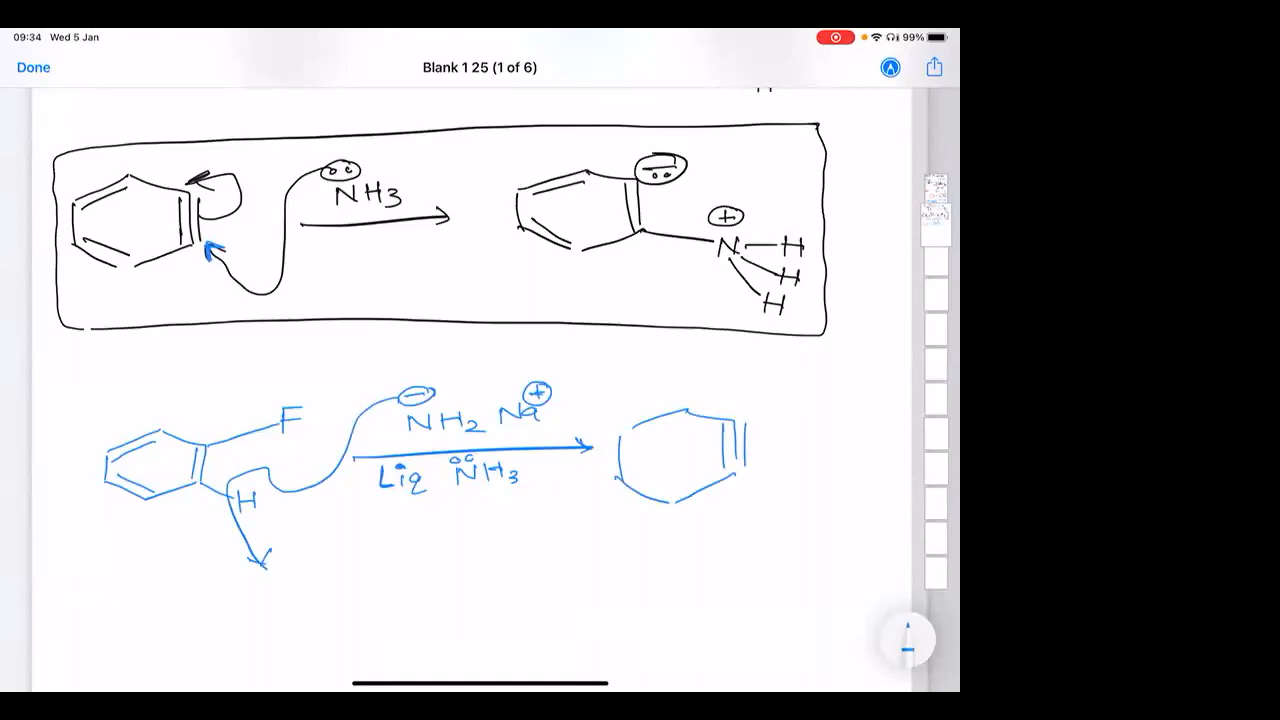 09:34 Wed 5 Jan 99%
Done Blank 1 25 (1 of 6)
NH3
N H
H
H
F
NH2 Na
H
Liq NH3